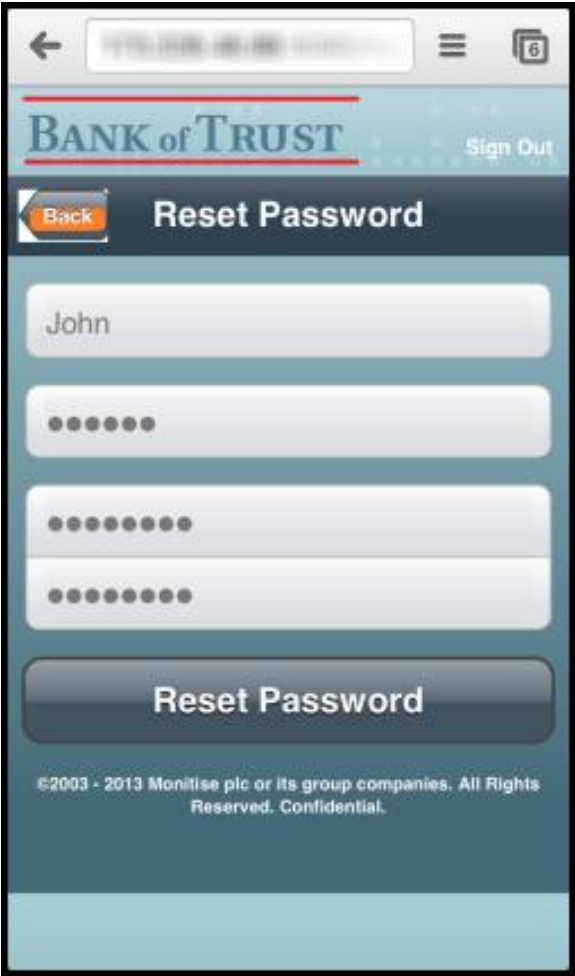 6
BANK of TRUST
Sign Out
Back
Reset Password
John
••••••
••••••••
••••••••
Reset Password
©2003 - 2013 Monitise plc or its group companies. All Rights
Reserved. Confidential.